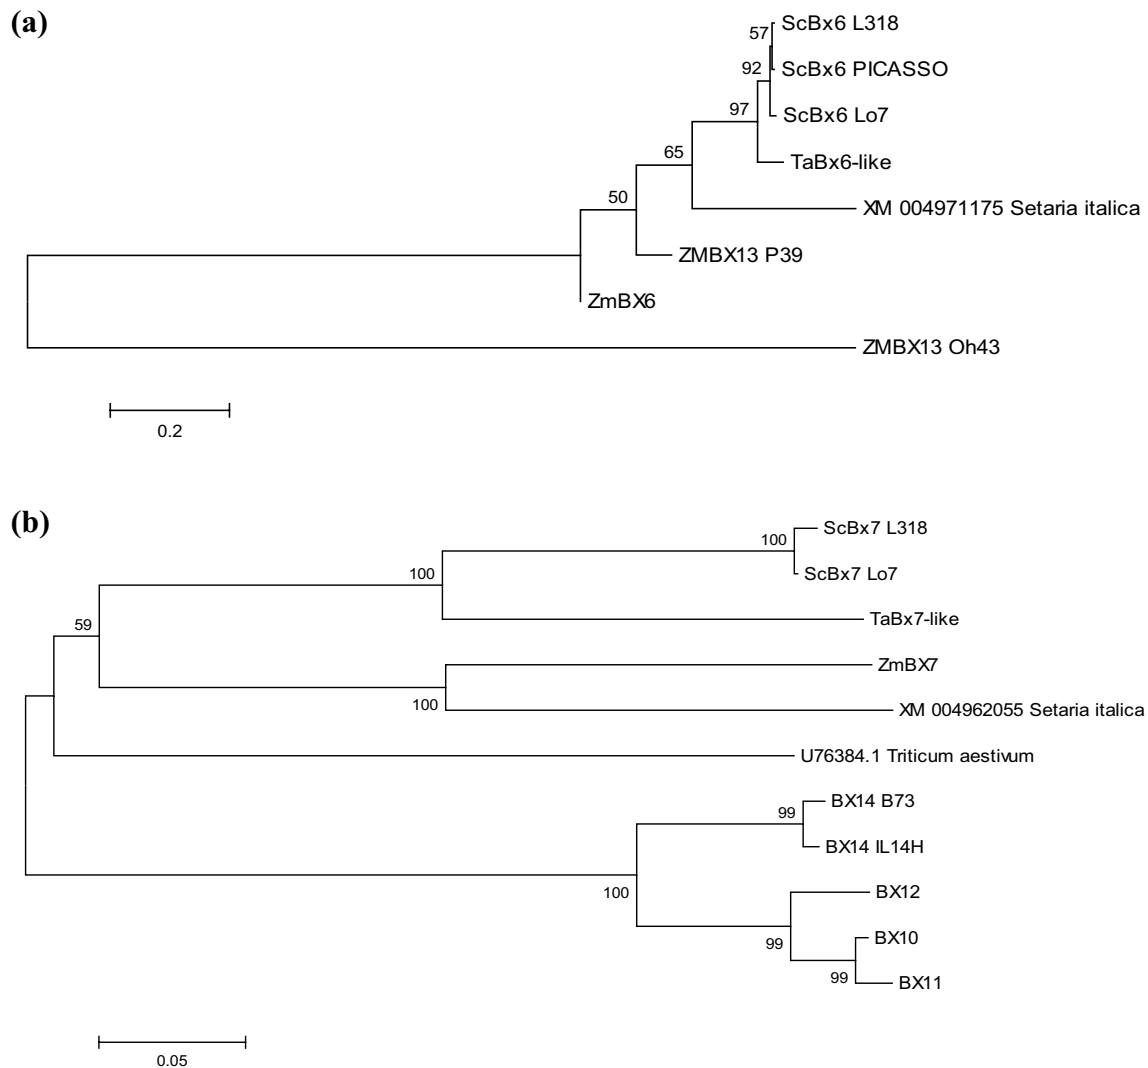 (a)
57
ScBx6 L318
92
ScBx6 PICASSO
97
ScBx6 Lo7
65
TaBx6-like
50
XM 004971175 Setaria italica
ZMBX13 P39
ZmBX6
ZMBX13 Oh43
0.2
(b)
100
ScBx7 L318
100
ScBx7 Lo7
59
TaBx7-like
ZmBX7
100
XM 004962055 Setaria italica
U76384.1 Triticum aestivum
BX14 B73
99
BX14 IL14H
100
BX12
99
BX10
99
BX11
0.05